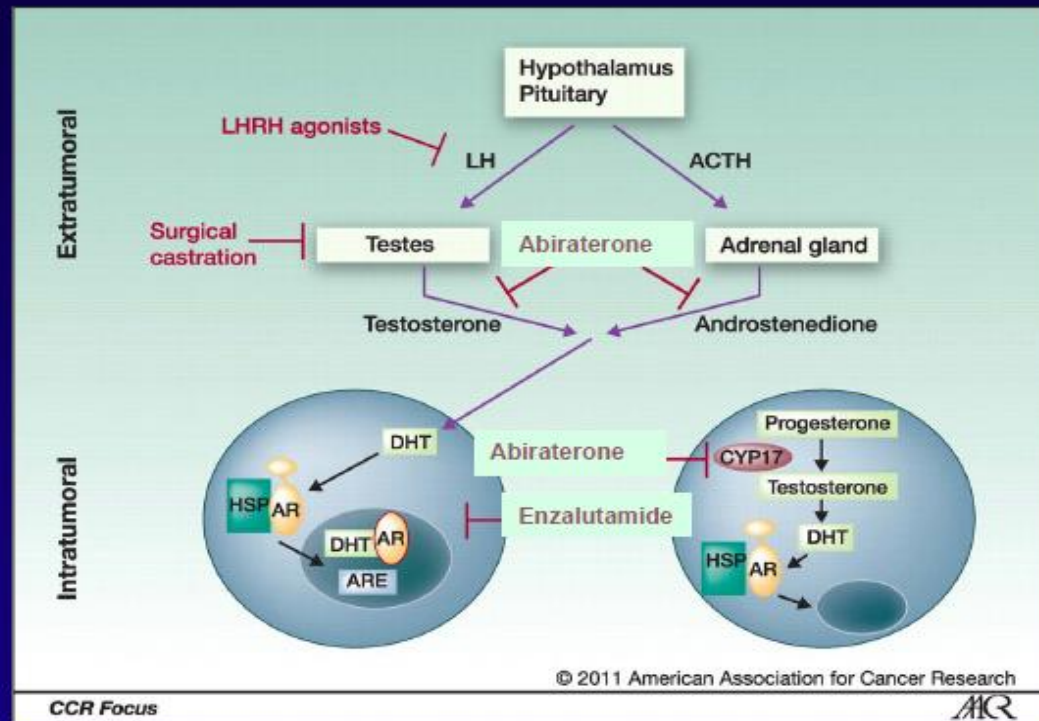 Hypothalamus
Pituitary
LHRH agonists
LH
ACTH
Extratumoral
Surgical
castration
Testes
Abiraterone
Adrenal gland
Testosterone
Androstenedione
Intratumoral
DHT
HSP
AR
DHT
AR
ARE
Abiraterone
Enzalutamide
Progesterone
CYP17
Testosterone
DHT
HSP
AR
© 2011 American Association for Cancer Research
CCR Focus
AACR